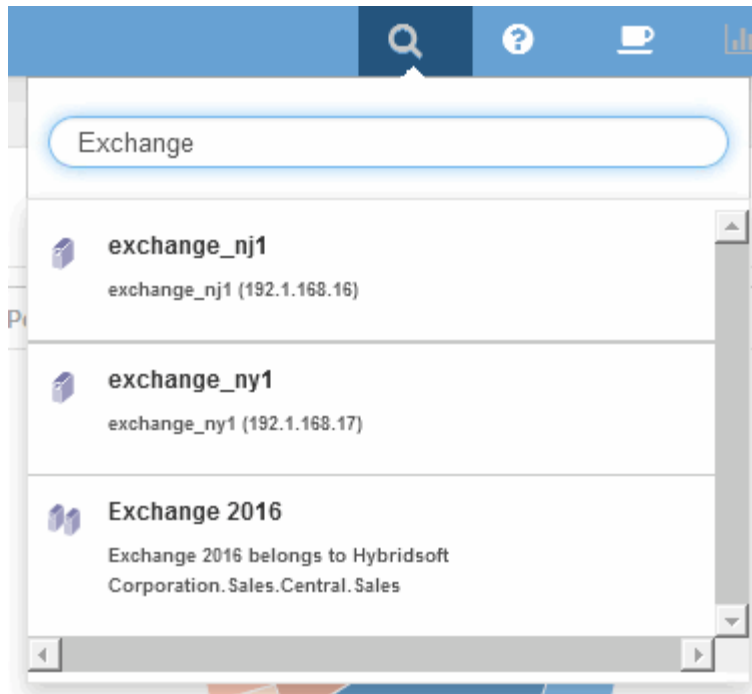 Exchange
exchange_nj1
exchange_nj1 (192.1.168.16)
exchange_ny1
exchange_ny1 (192.1.168.17)
Exchange 2016
Exchange 2016 belongs to Hybridsoft
Corporation.Sales.Central.Sales